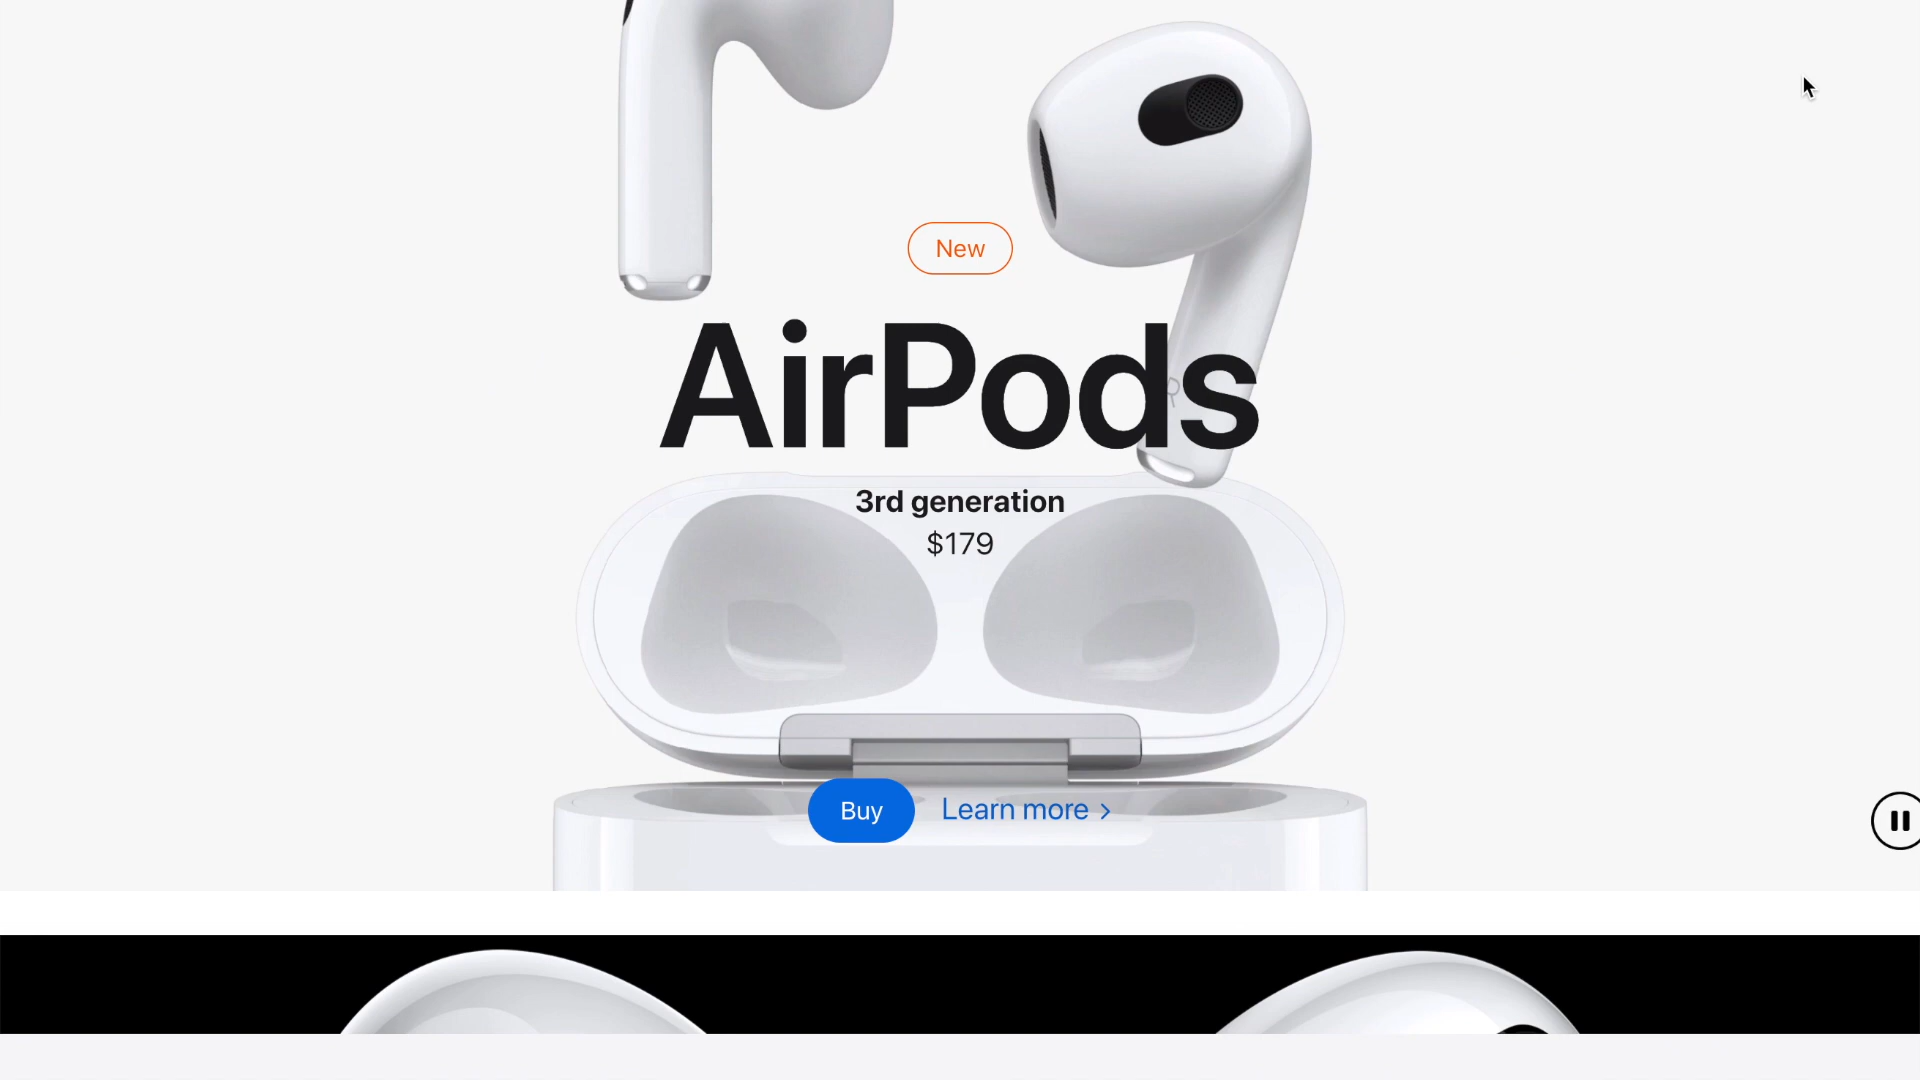 New
AirPods
3rd generation
$179
Buy
Learn more >